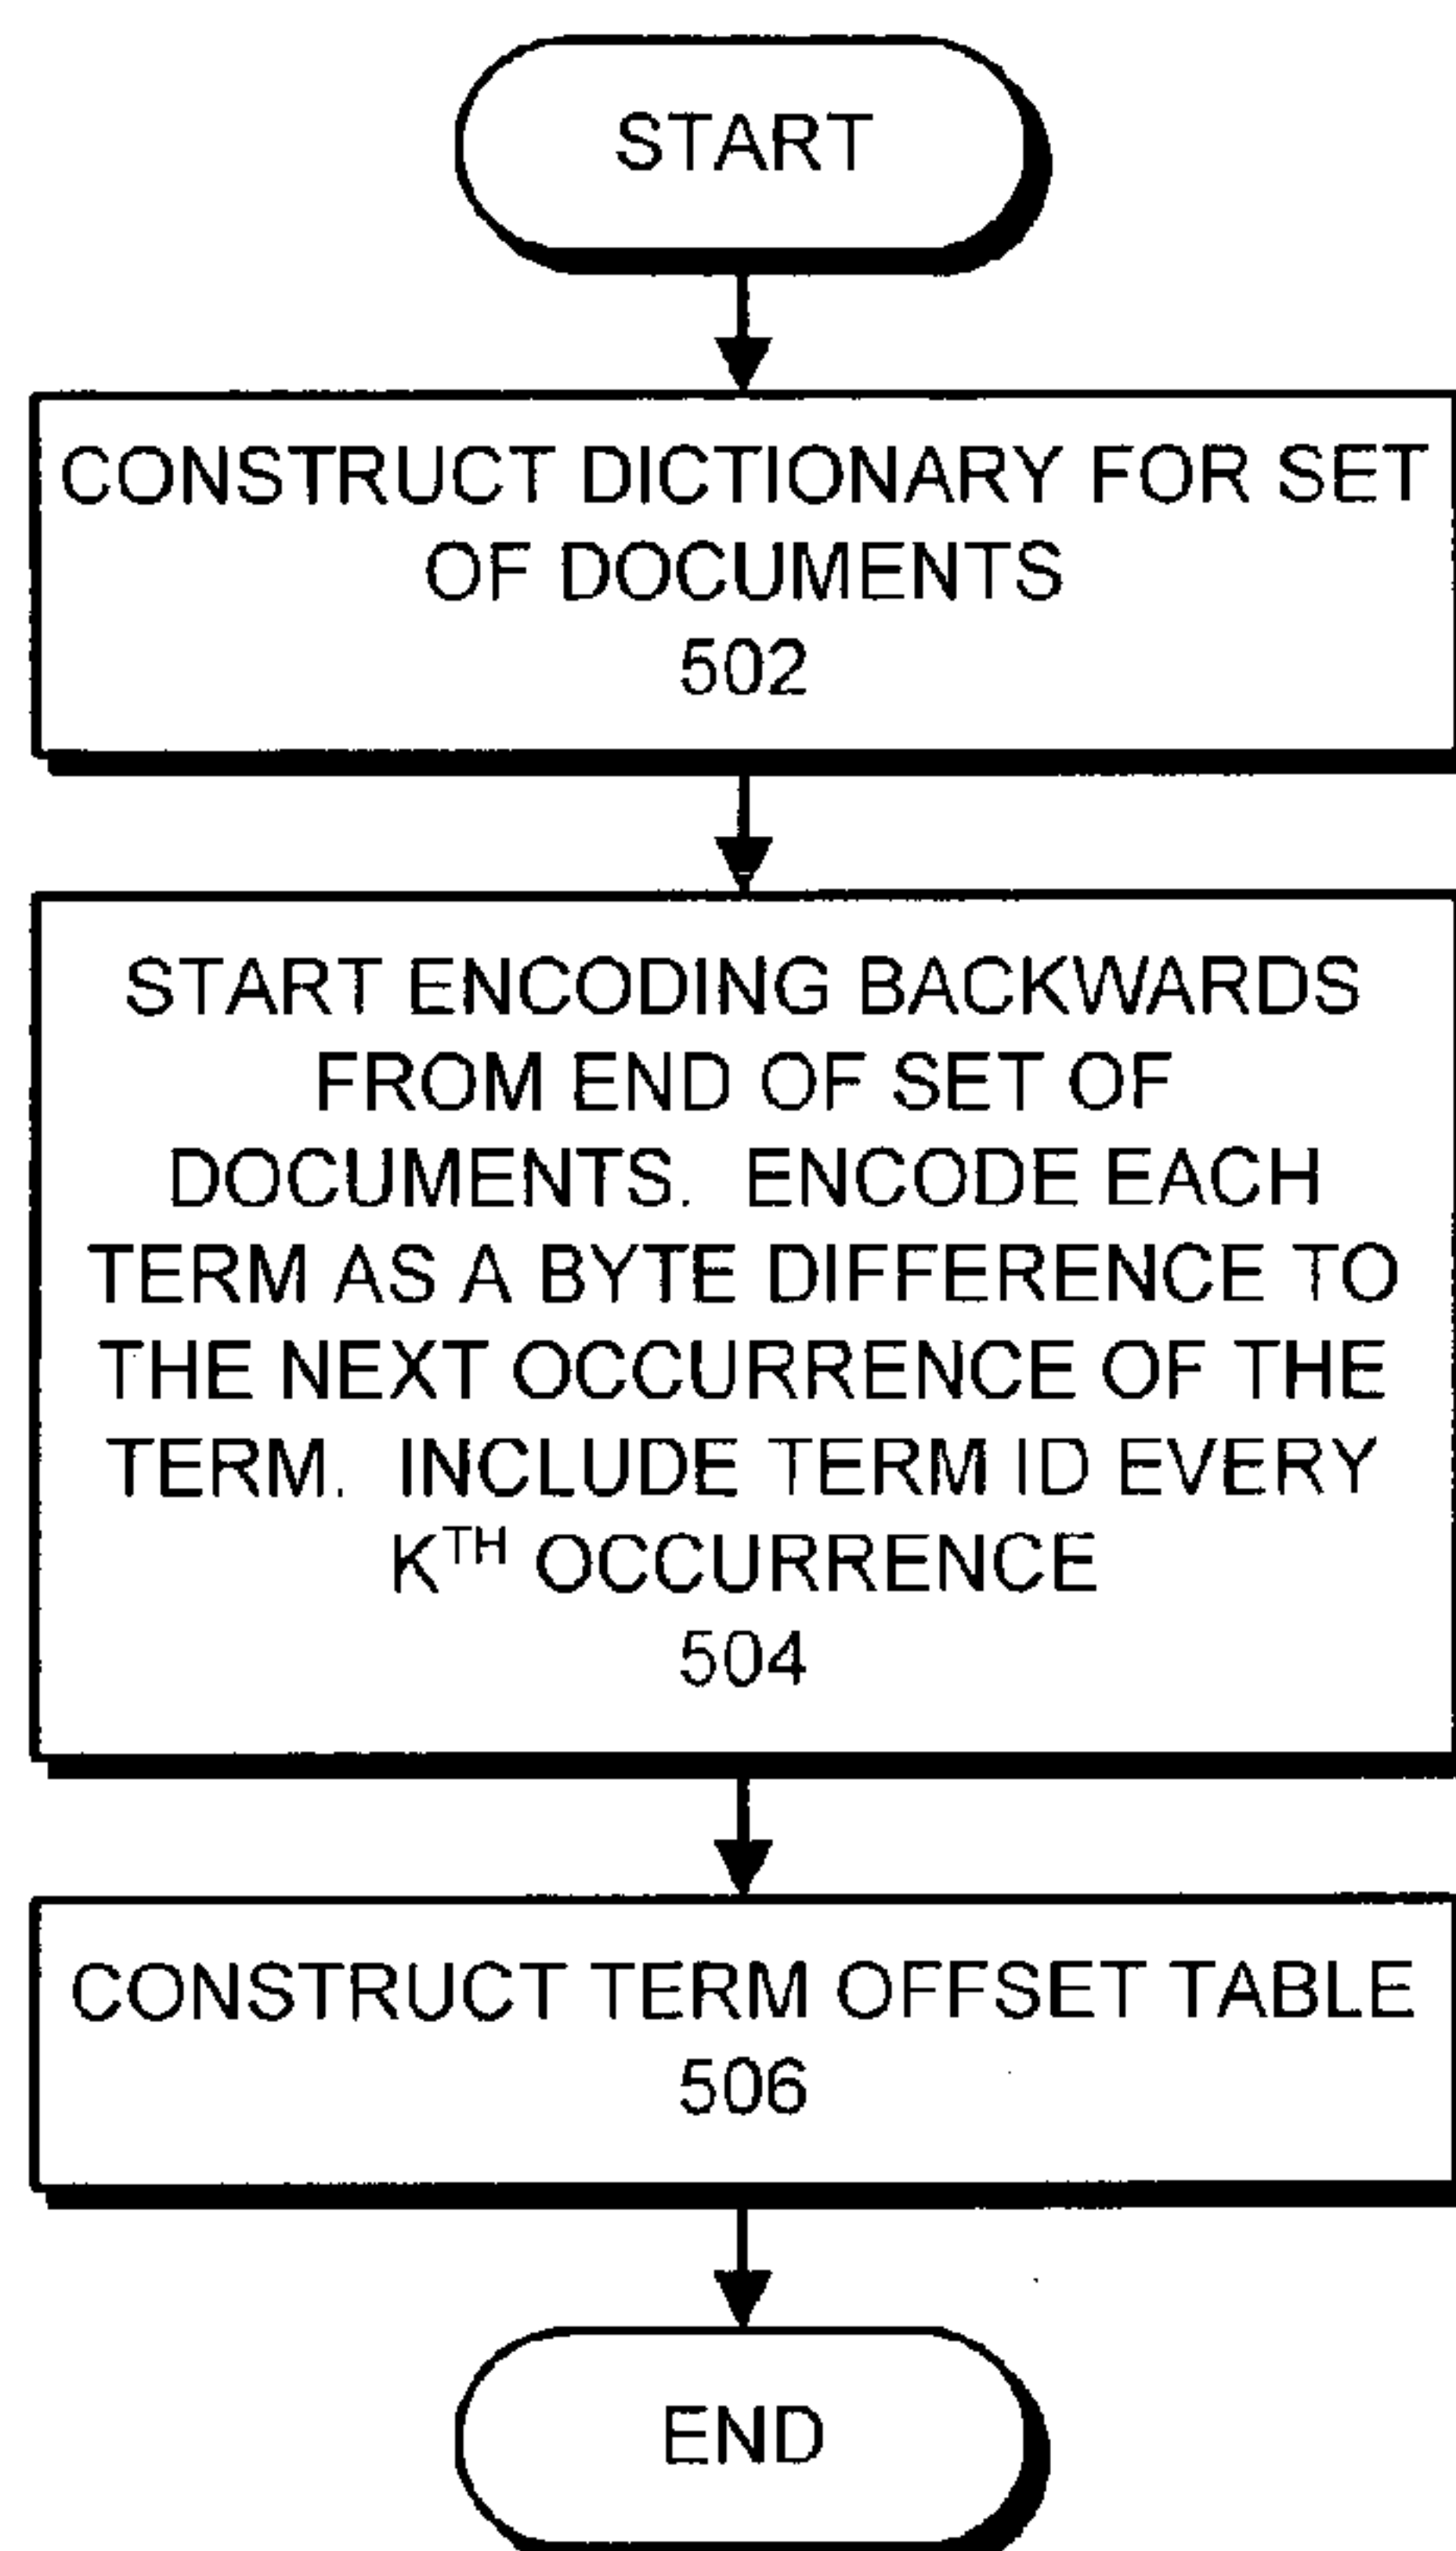 START
CONSTRUCT DICTIONARY FOR SET
OF DOCUMENTS
502
START ENCODING BACKWARDS
FROM END OF SET OF
DOCUMENTS. ENCODE EACH
TERM AS A BYTE DIFFERENCE TO
THE NEXT OCCURRENCE OF THE
TERM. INCLUDE TERM ID EVERY
KTH OCCURRENCE
504
CONSTRUCT TERM OFFSET TABLE
506
END